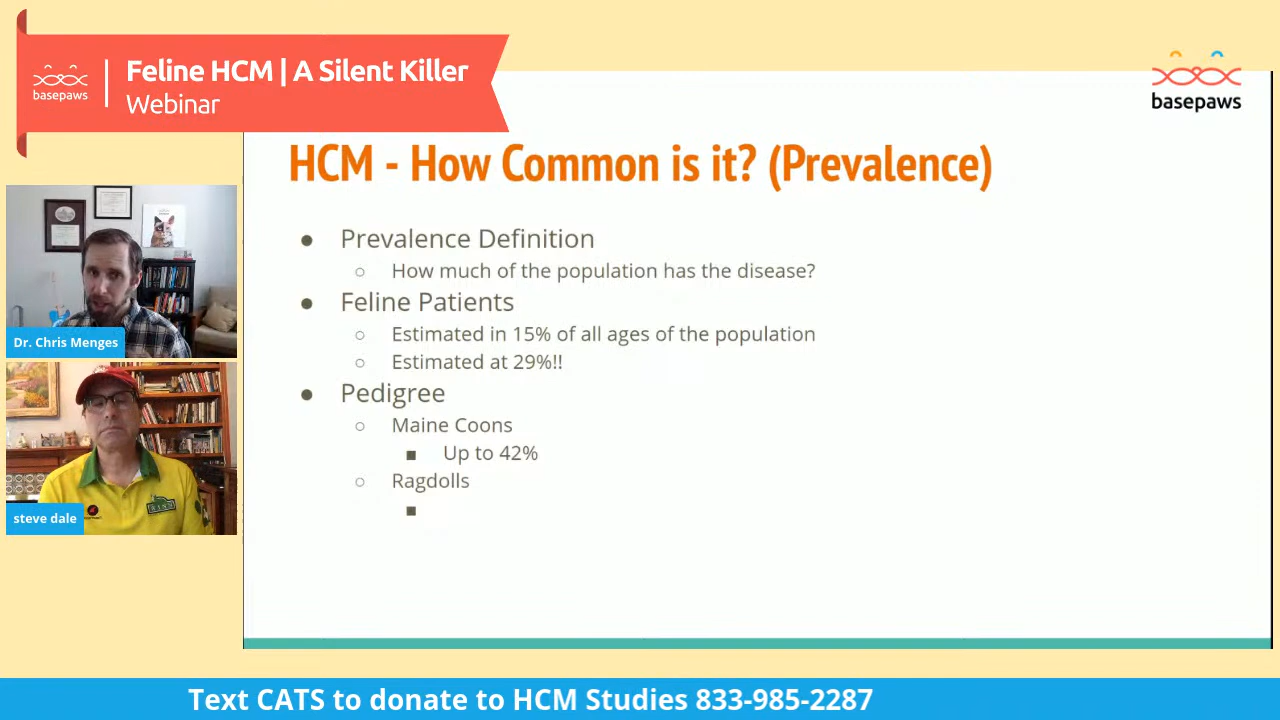 Feline HCM | A Silent Killer
Webinar
basepaws
basepaws
HCM - How Common is it? (Prevalence)
● Prevalence Definition
○ How much of the population has the disease?
● Feline Patients
○ Estimated in 15% of all ages of the population
○ Estimated at 29%!!
● Pedigree
○ Maine Coons
■ Up to 42%
○ Ragdolls
■
Dr. Chris Menges
steve dale
Text CATS to donate to HCM Studies 833-985-2287